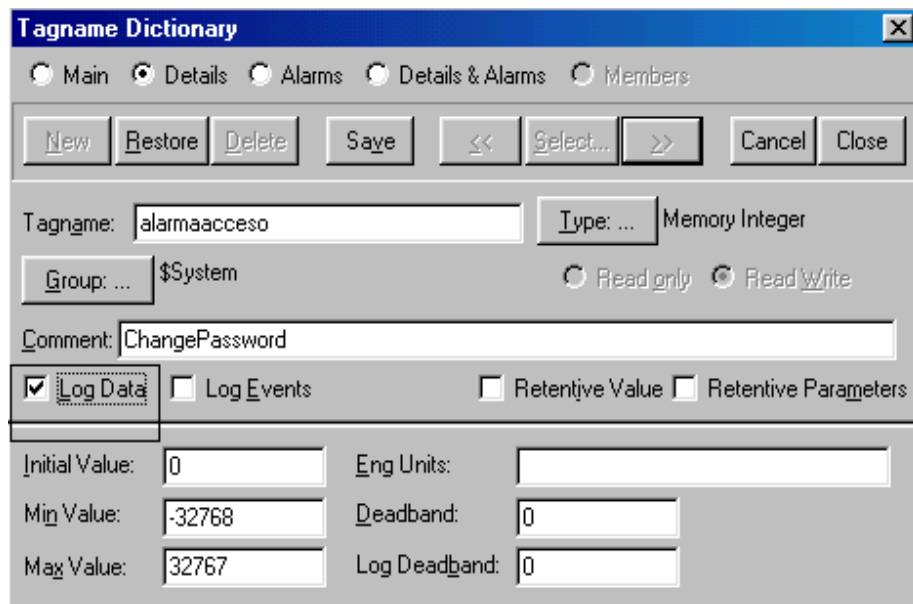 Tagname Dictionary
Main Details Alarms Details & Alarms Members
New Restore Delete Save << Select... >> Cancel Close
Tagname: alarmaacceso Type: ... Memory Integer
Group: ... $System Read only Read Write
Comment: ChangePassword
Log Data Log Events Retentive Value Retentive Parameters
Initial Value: 0 Eng Units:
Min Value: -32768 Deadband: 0
Max Value: 32767 Log Deadband: 0